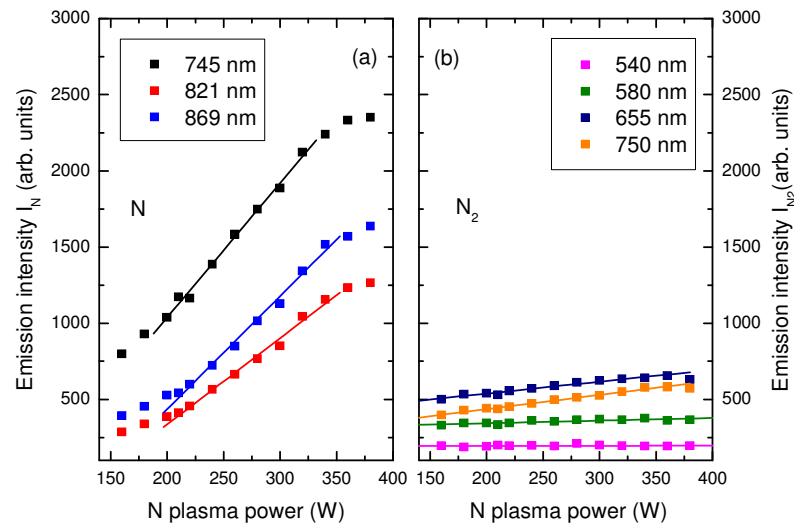 3000
2500
2000
1500
1000
500
Emission intensity I_N (arb. units)
745 nm
821 nm
869 nm
(a)
N
150 200 250 300 350 400
N plasma power (W)
(b)
540 nm
580 nm
655 nm
750 nm
N₂
150 200 250 300 350 400
N plasma power (W)
3000
2500
2000
1500
1000
500
Emission intensity I_N2 (arb. units)